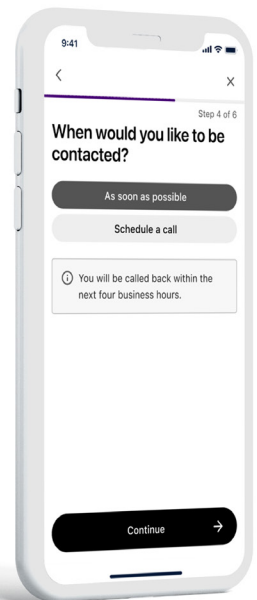 9:41
Step 4 of 6
When would you like to be
contacted?
As soon as possible
Schedule a call
You will be called back within the
next four business hours.
Continue